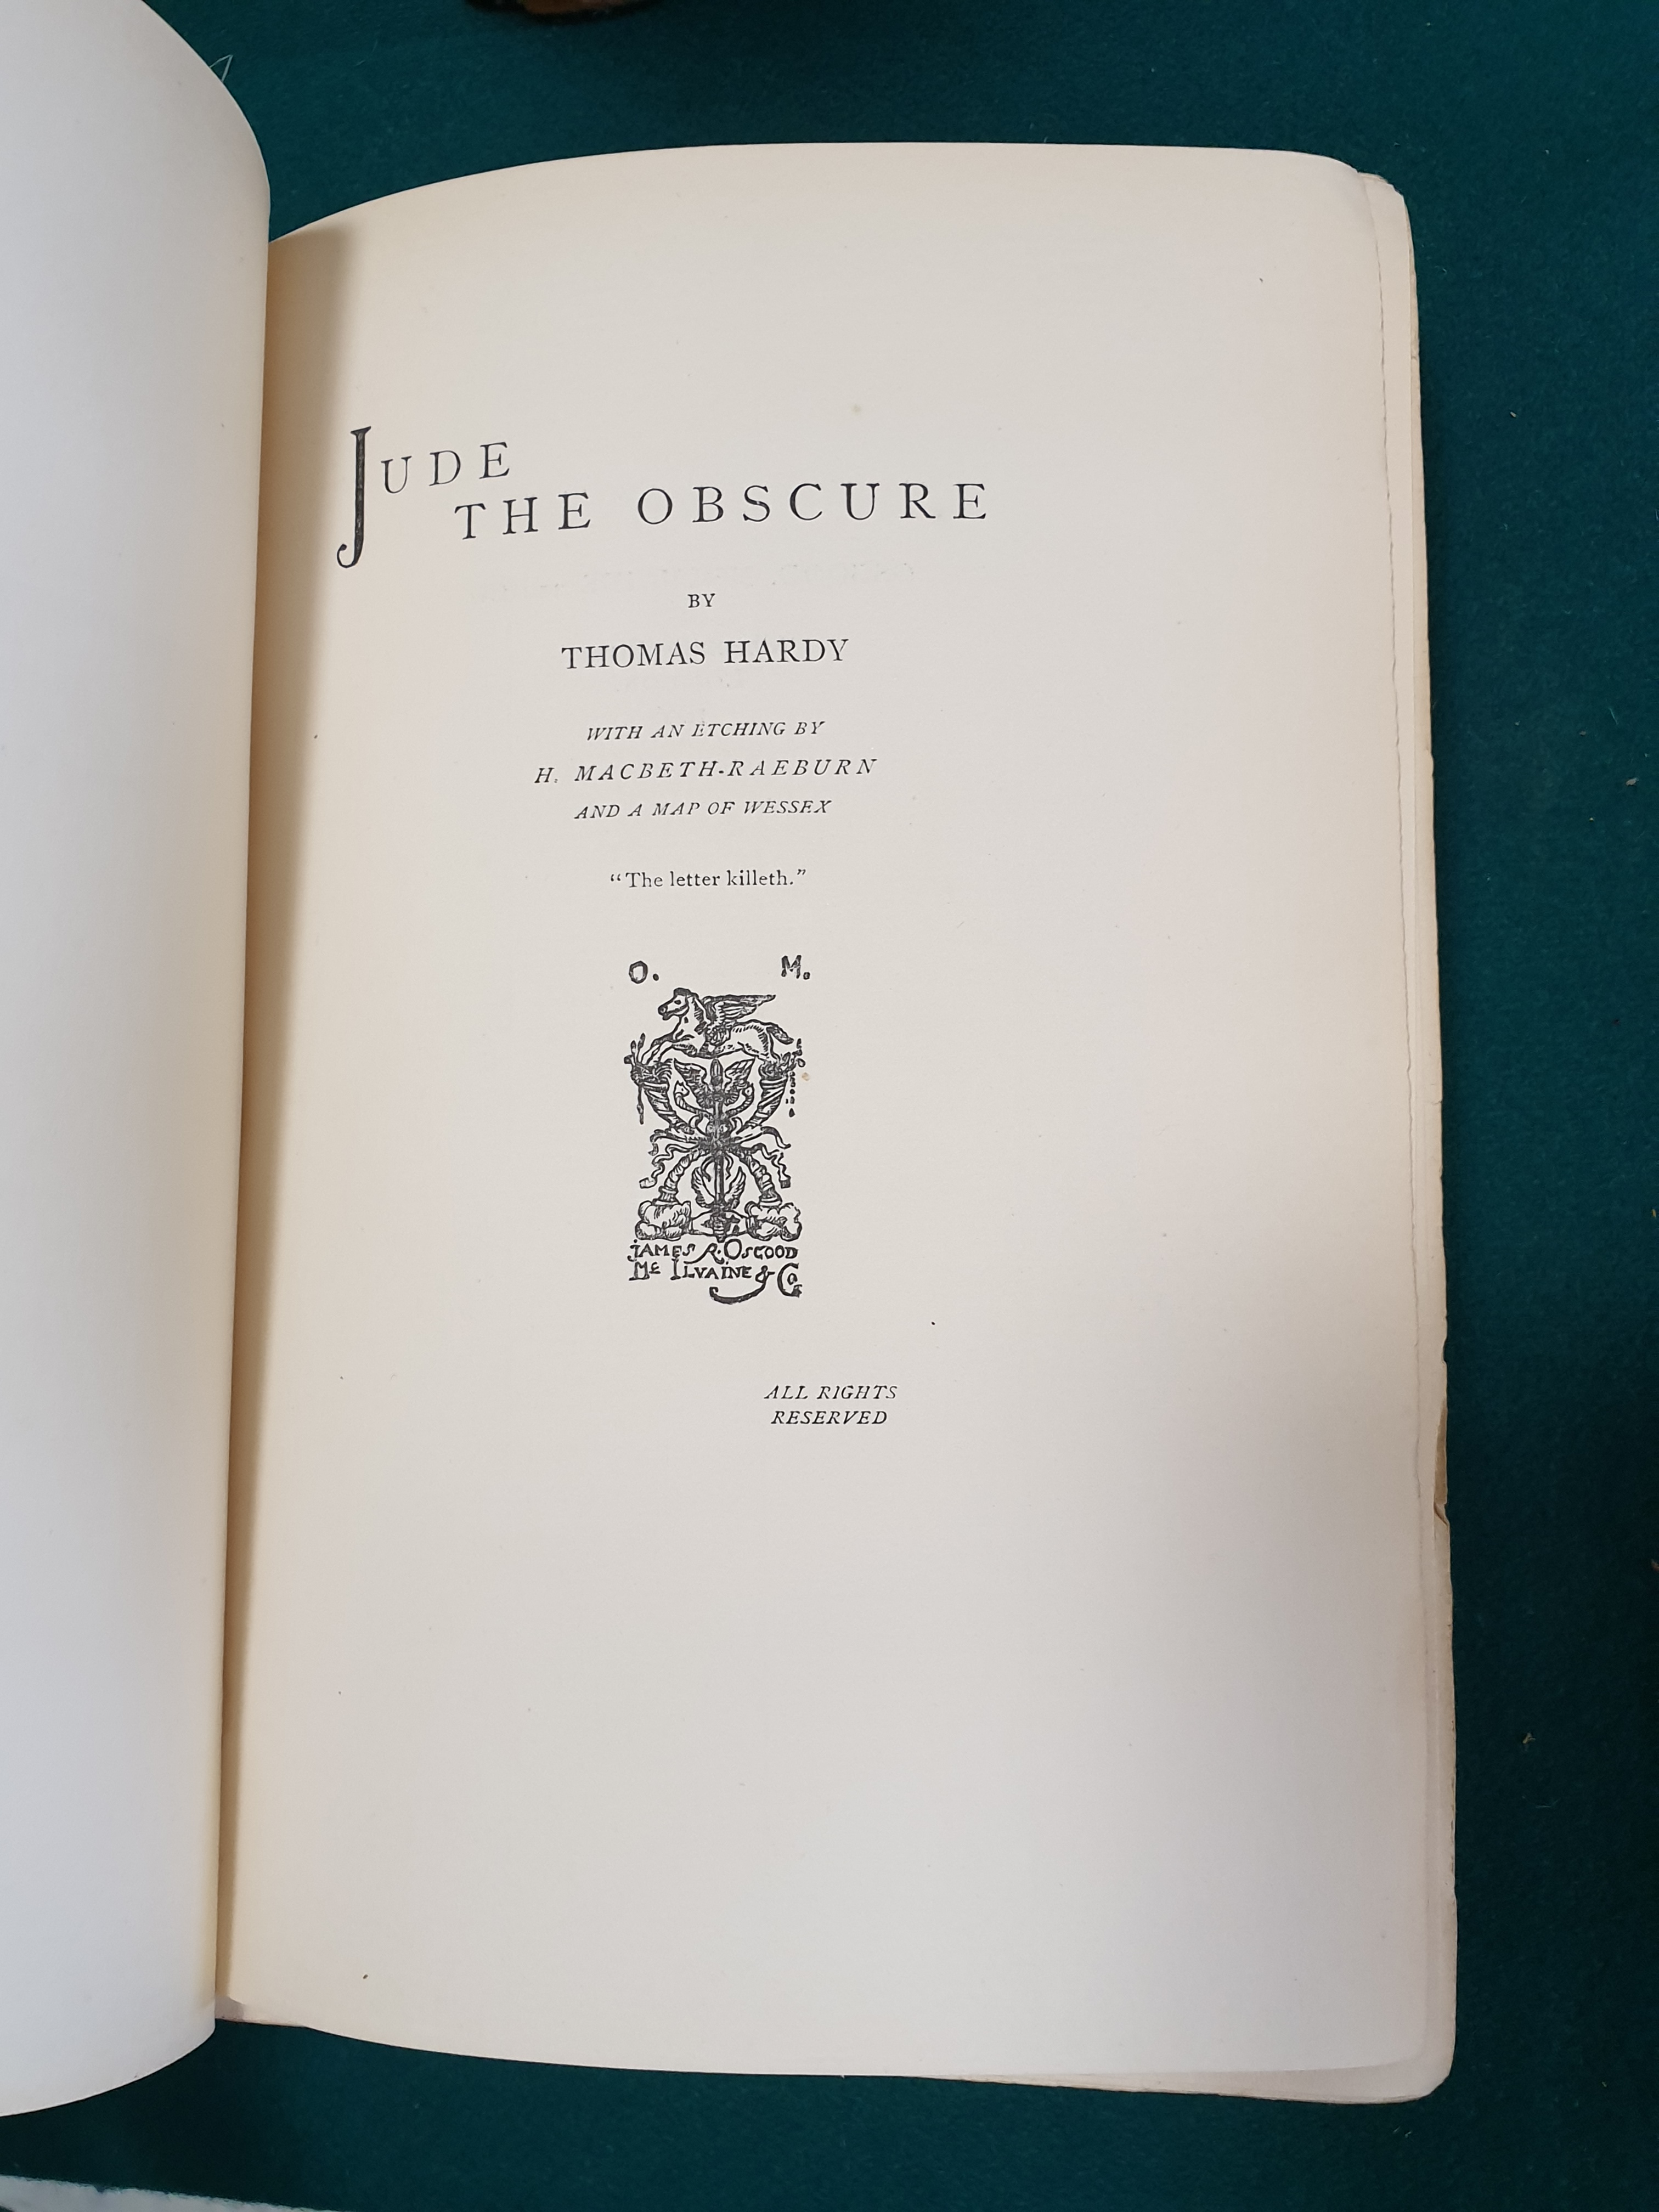 JUDE
THE OBSCURE
BY
THOMAS HARDY
WITH AN ETCHING BY
H. MACBETH-RAEBURN
AND A MAP OF WESSEX
“The letter killeth.”
O. M.
JAMES R. OSGOOD
Mc ILVAINE & Co.
ALL RIGHTS
RESERVED